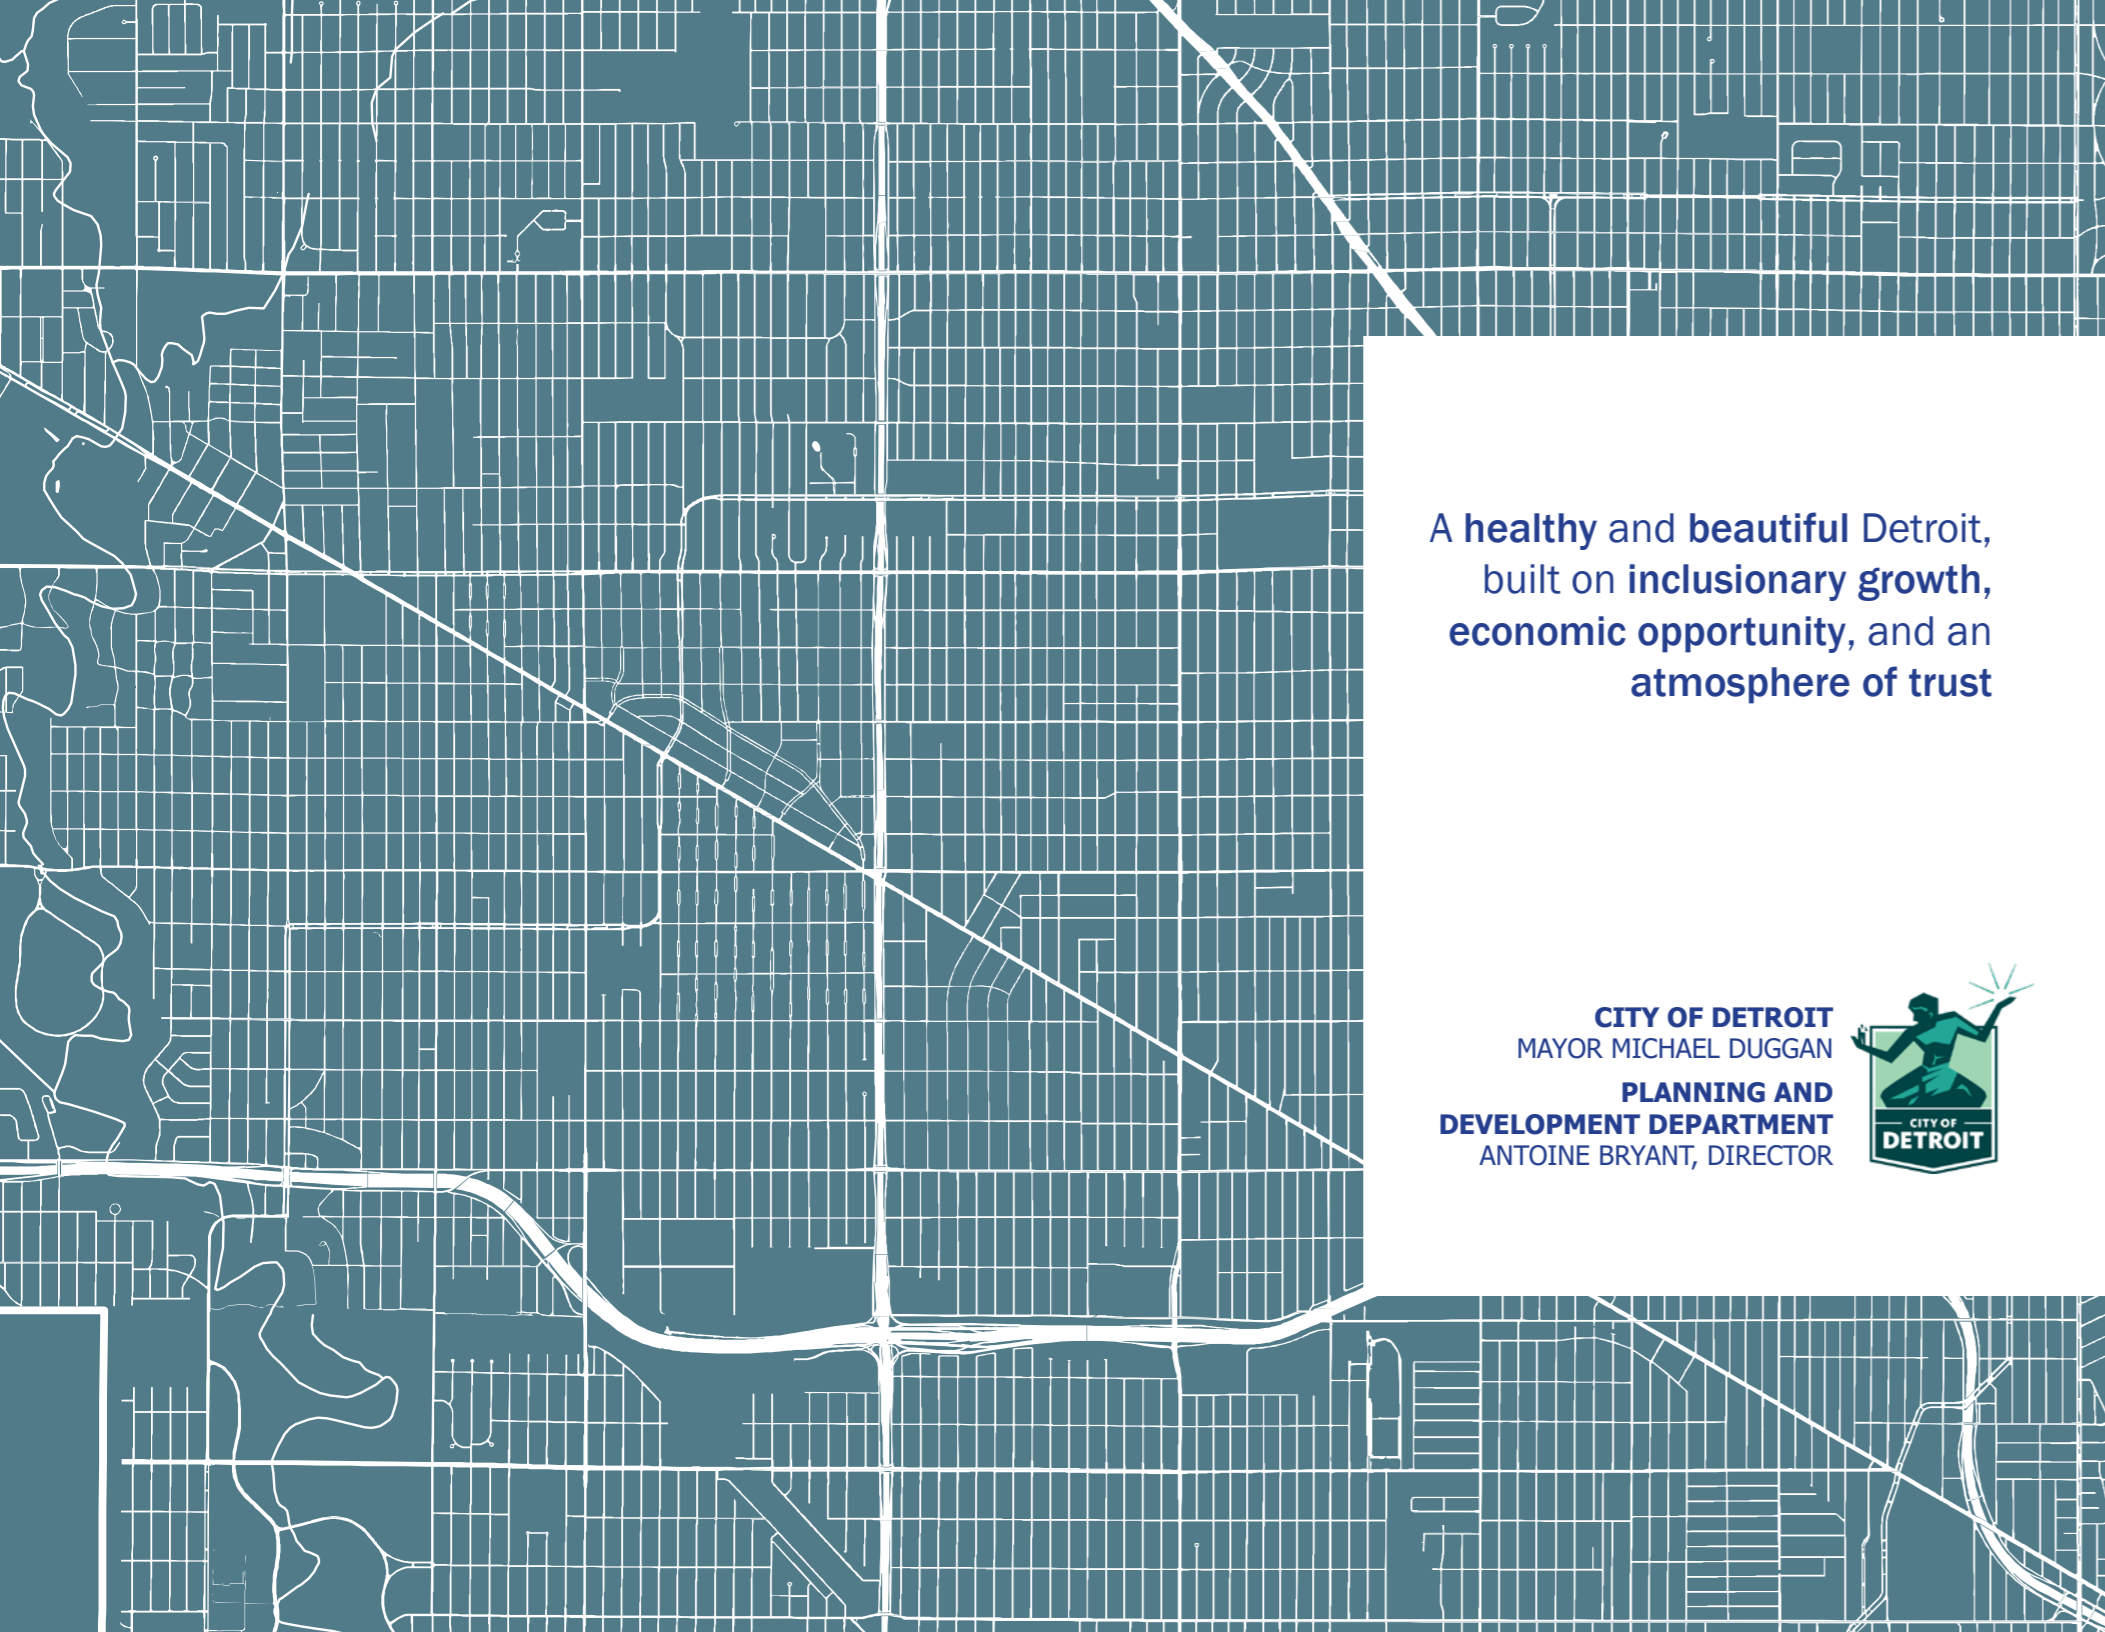 A healthy and beautiful Detroit,
built on inclusionary growth,
economic opportunity, and an
atmosphere of trust
CITY OF DETROIT
MAYOR MICHAEL DUGGAN
PLANNING AND
DEVELOPMENT DEPARTMENT
ANTOINE BRYANT, DIRECTOR
CITY OF
DETROIT